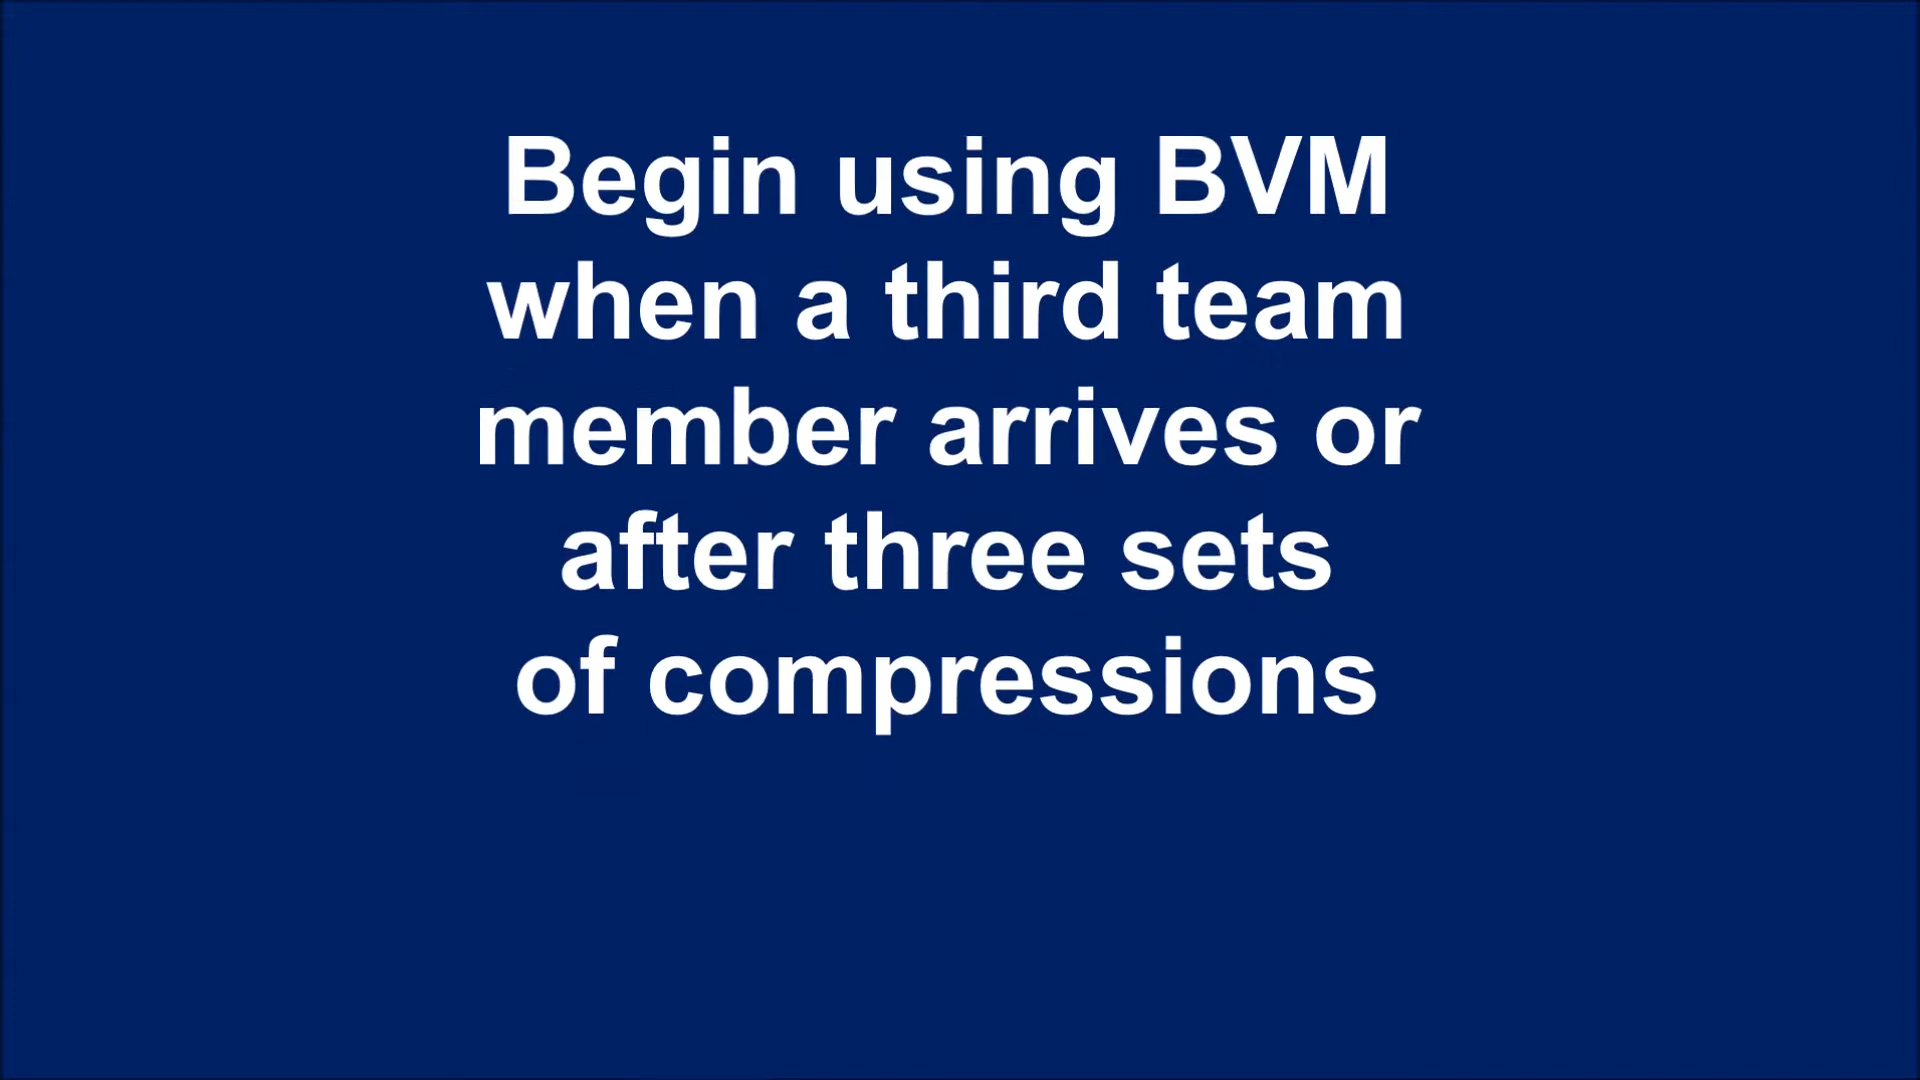 Begin using BVM
when a third team
member arrives or
after three sets
of compressions